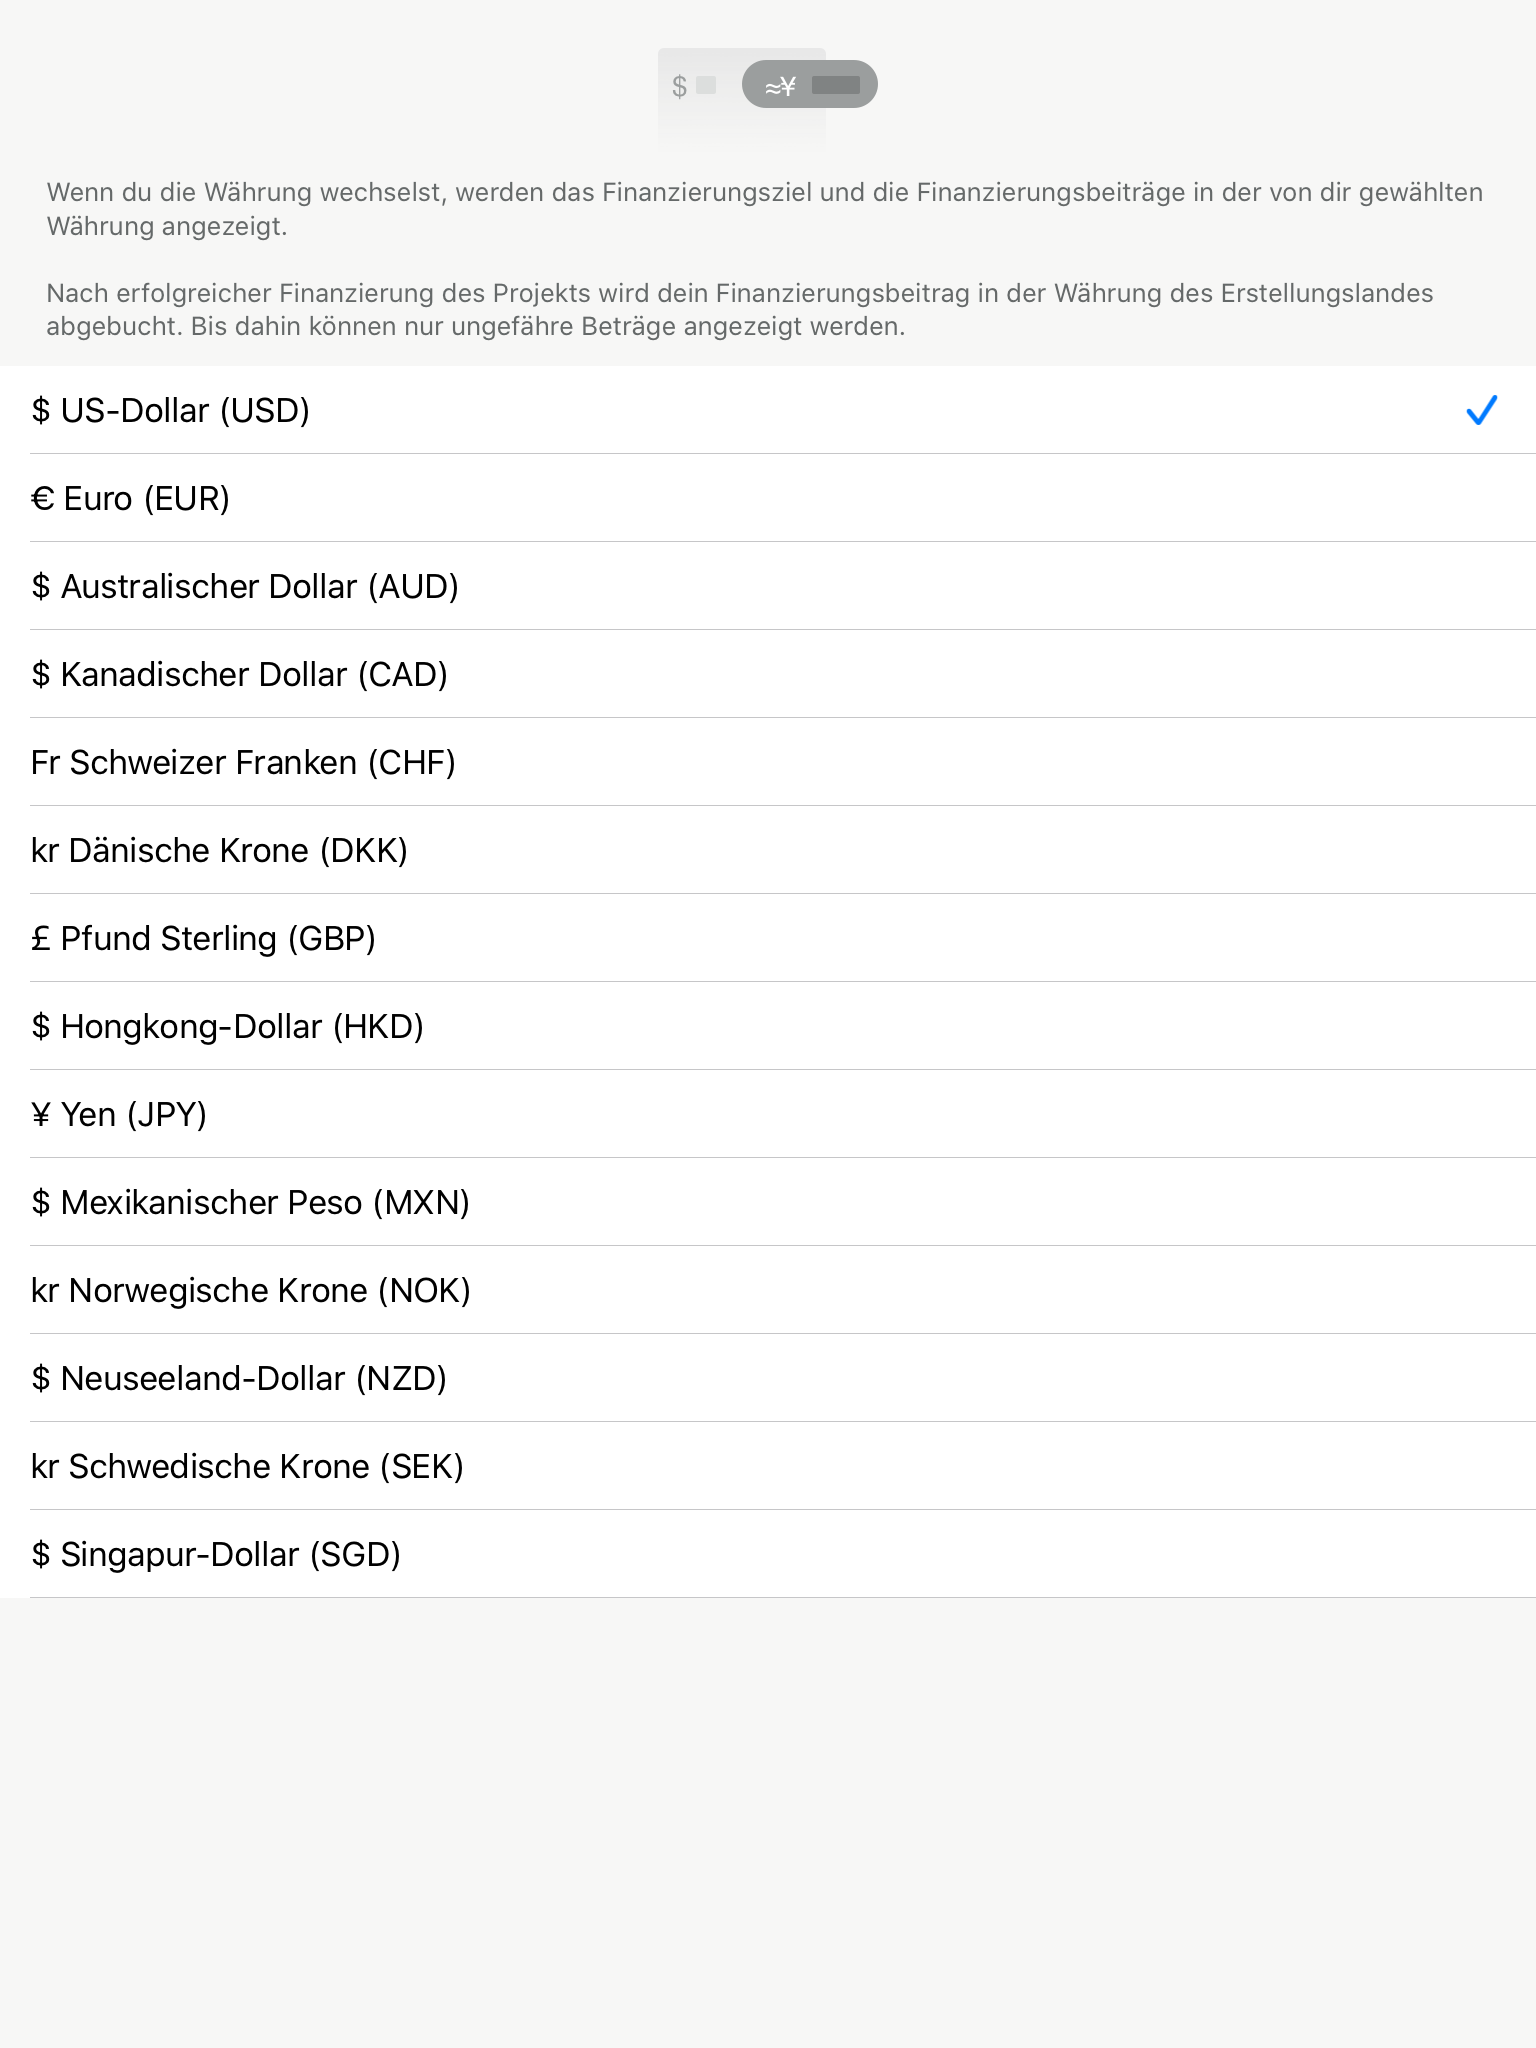 $ ≈¥
Wenn du die Währung wechselst, werden das Finanzierungsziel und die Finanzierungsbeiträge in der von dir gewählten
Währung angezeigt.
Nach erfolgreicher Finanzierung des Projekts wird dein Finanzierungsbeitrag in der Währung des Erstellungslandes
abgebucht. Bis dahin können nur ungefähre Beträge angezeigt werden.
$ US-Dollar (USD)
€ Euro (EUR)
$ Australischer Dollar (AUD)
$ Kanadischer Dollar (CAD)
Fr Schweizer Franken (CHF)
kr Dänische Krone (DKK)
£ Pfund Sterling (GBP)
$ Hongkong-Dollar (HKD)
¥ Yen (JPY)
$ Mexikanischer Peso (MXN)
kr Norwegische Krone (NOK)
$ Neuseeland-Dollar (NZD)
kr Schwedische Krone (SEK)
$ Singapur-Dollar (SGD)